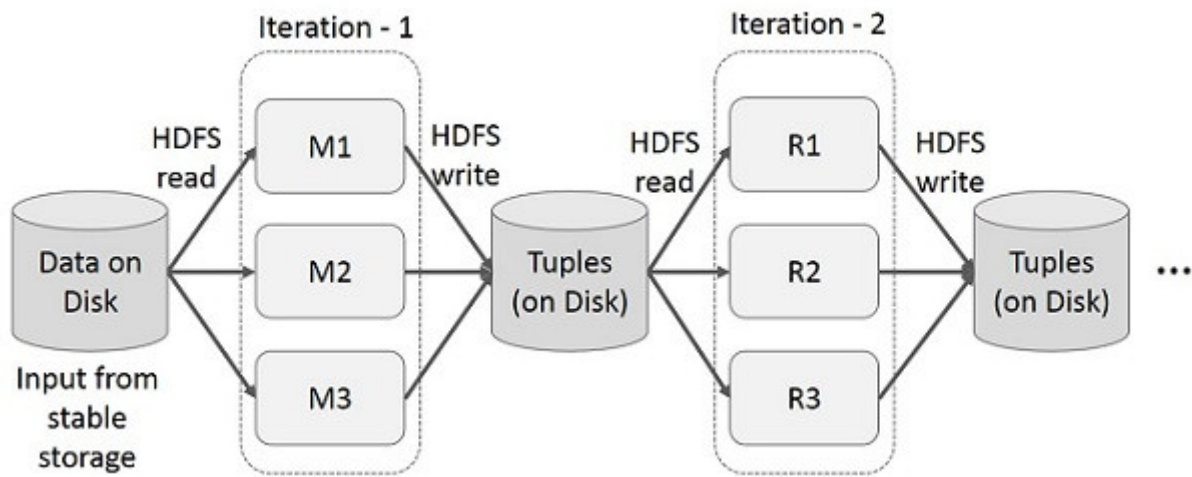 Iteration - 1
Iteration - 2
HDFS
read
M1
HDFS
write
HDFS
read
R1
HDFS
write
Data on
Disk
M2
Tuples
(on Disk)
R2
Tuples
(on Disk)
...
Input from
stable
storage
M3
R3